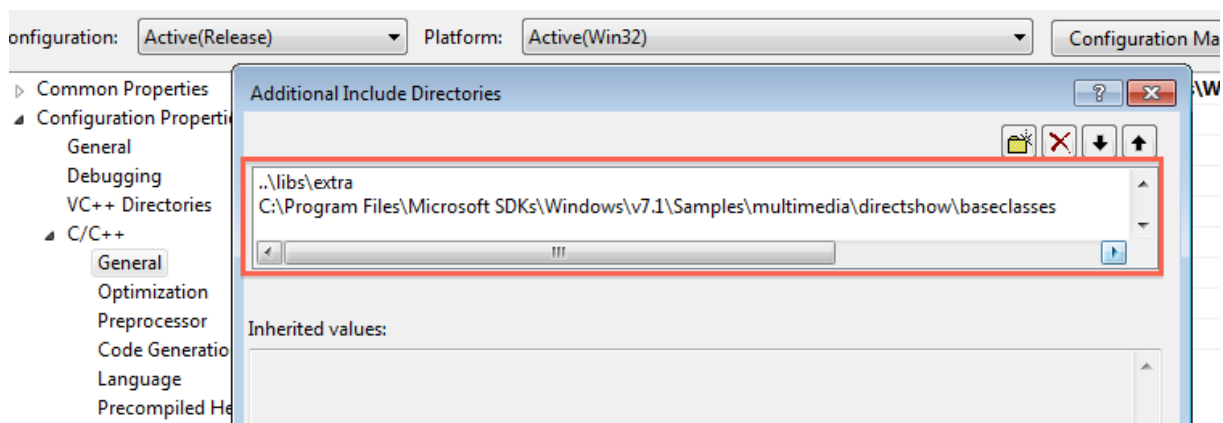 onfiguration: Active(Release) Platform: Active(Win32) Configuration Ma
Common Properties
Configuration Properti
General
Debugging
VC++ Directories
C/C++
General
Optimization
Preprocessor
Code Generatio
Language
Precompiled He
Additional Include Directories
..\libs\extra
C:\Program Files\Microsoft SDKs\Windows\v7.1\Samples\multimedia\directshow\baseclasses
Inherited values:
\W